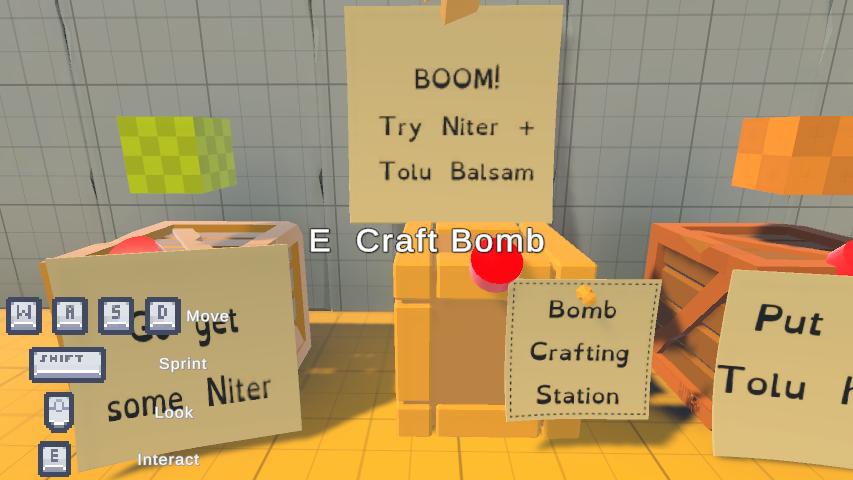 BOOM!
Try Niter +
Tolu Balsam
E Craft Bomb
Go get
some Niter
Bomb
Crafting
Station
Put
Tolu
W A S D Move
SHIFT Sprint
Look
E Interact